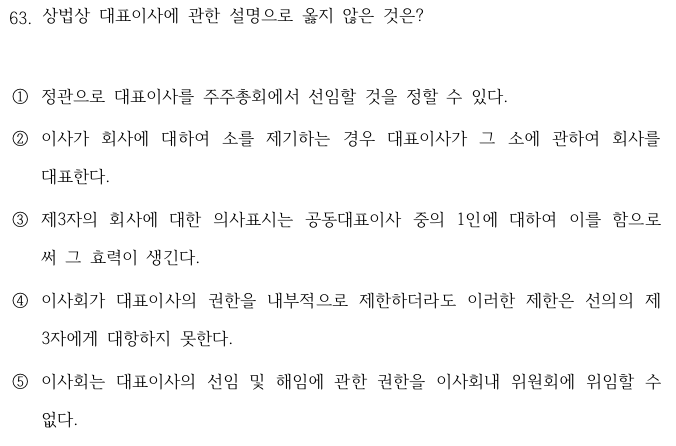 63. 상법상 대표이사에 관한 설명으로 옳지 않은 것은?
① 정관으로 대표이사를 주주총회에서 선임할 것을 정할 수 있다.
② 이사가 회사에 대하여 소를 제기하는 경우 대표이사가 그 소에 관하여 회사를
대표한다.
③ 제3자의 회사에 대한 의사표시는 공동대표이사 중의 1인에 대하여 이를 함으로
써 그 효력이 생긴다.
④ 이사회가 대표이사의 권한을 내부적으로 제한하더라도 이러한 제한은 선의의 제
3자에게 대항하지 못한다.
⑤ 이사회는 대표이사의 선임 및 해임에 관한 권한을 이사회내 위원회에 위임할 수
없다.